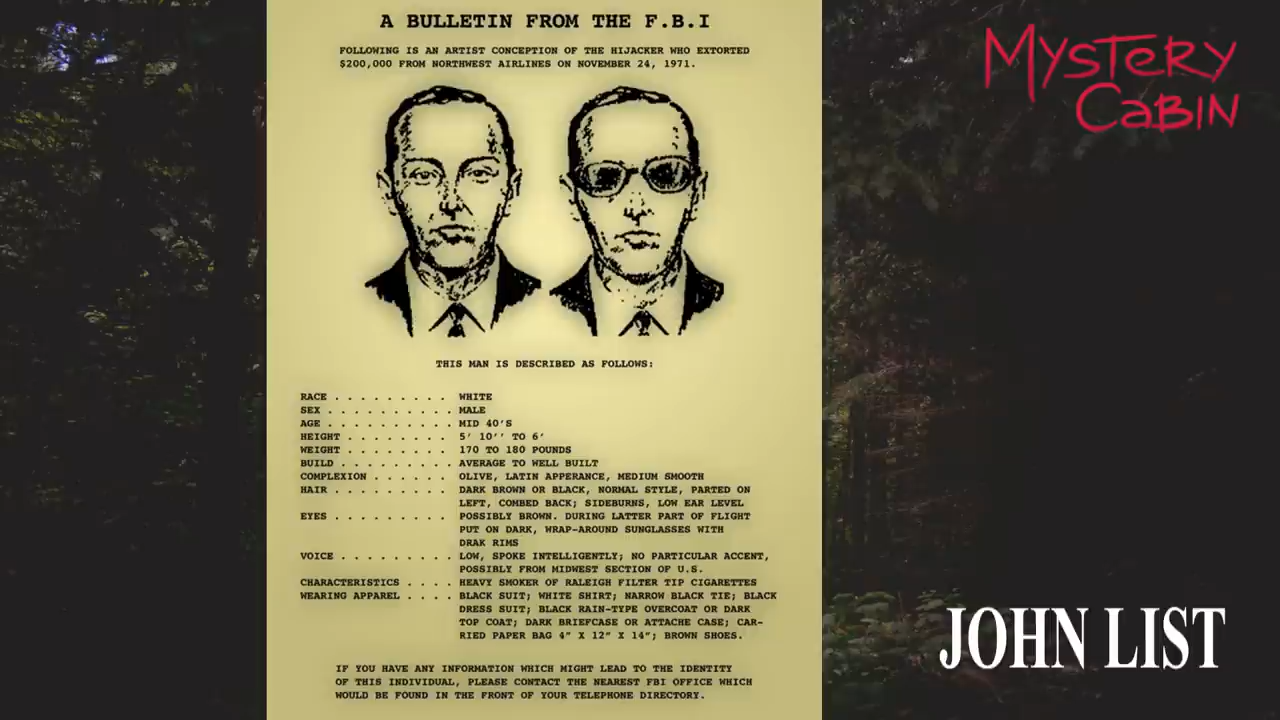 A BULLETIN FROM THE F.B.I
FOLLOWING IS AN ARTIST CONCEPTION OF THE HIJACKER WHO EXTORTED
$200,000 FROM NORTHWEST AIRLINES ON NOVEMBER 24, 1971.
MYSTERY
CABIN
THIS MAN IS DESCRIBED AS FOLLOWS:
RACE . . . . . . . . . WHITE
SEX . . . . . . . . . . MALE
AGE . . . . . . . . . . MID 40'S
HEIGHT . . . . . . . . 5' 10'' TO 6'
WEIGHT . . . . . . . . 170 TO 180 POUNDS
BUILD . . . . . . . . . AVERAGE TO WELL BUILT
COMPLEXION . . . . . . OLIVE, LATIN APPERANCE, MEDIUM SMOOTH
HAIR . . . . . . . . . DARK BROWN OR BLACK, NORMAL STYLE, PARTED ON
LEFT, COMBED BACK; SIDEBURNS, LOW EAR LEVEL
EYES . . . . . . . . . POSSIBLY BROWN. DURING LATTER PART OF FLIGHT
PUT ON DARK, WRAP-AROUND SUNGLASSES WITH
DRAK RIMS
VOICE . . . . . . . . . LOW, SPOKE INTELLIGENTLY; NO PARTICULAR ACCENT,
POSSIBLY FROM MIDWEST SECTION OF U.S.
CHARACTERISTICS . . . . HEAVY SMOKER OF RALEIGH FILTER TIP CIGARETTES
WEARING APPAREL . . . . BLACK SUIT; WHITE SHIRT; NARROW BLACK TIE; BLACK
DRESS SUIT; BLACK RAIN-TYPE OVERCOAT OR DARK
TOP COAT; DARK BRIEFCASE OR ATTACHE CASE; CAR-
RIED PAPER BAG 4" X 12" X 14"; BROWN SHOES.
IF YOU HAVE ANY INFORMATION WHICH MIGHT LEAD TO THE IDENTITY
OF THIS INDIVIDUAL, PLEASE CONTACT THE NEAREST FBI OFFICE WHICH
WOULD BE FOUND IN THE FRONT OF YOUR TELEPHONE DIRECTORY.
JOHN LIST